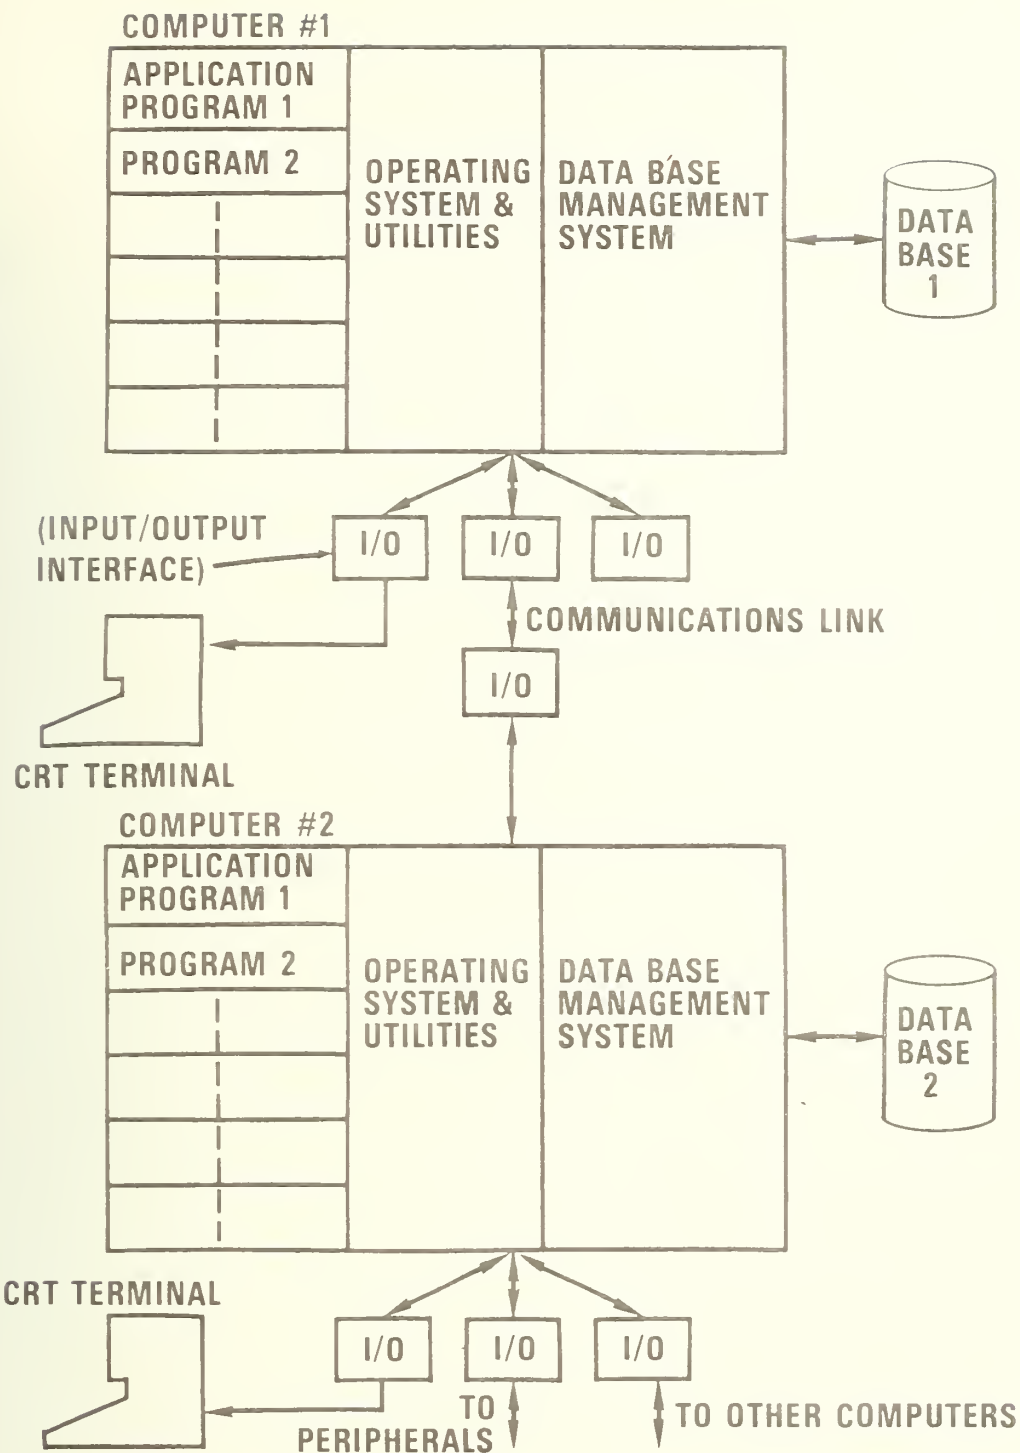 COMPUTER #1
APPLICATION
PROGRAM 1
PROGRAM 2
OPERATING
SYSTEM &
UTILITIES
DATA BASE
MANAGEMENT
SYSTEM
DATA
BASE
1
(INPUT/OUTPUT
INTERFACE)
I/O
I/O
I/O
COMMUNICATIONS LINK
I/O
CRT TERMINAL
COMPUTER #2
APPLICATION
PROGRAM 1
PROGRAM 2
OPERATING
SYSTEM &
UTILITIES
DATA BASE
MANAGEMENT
SYSTEM
DATA
BASE
2
CRT TERMINAL
I/O
I/O
I/O
TO
PERIPHERALS
TO OTHER COMPUTERS